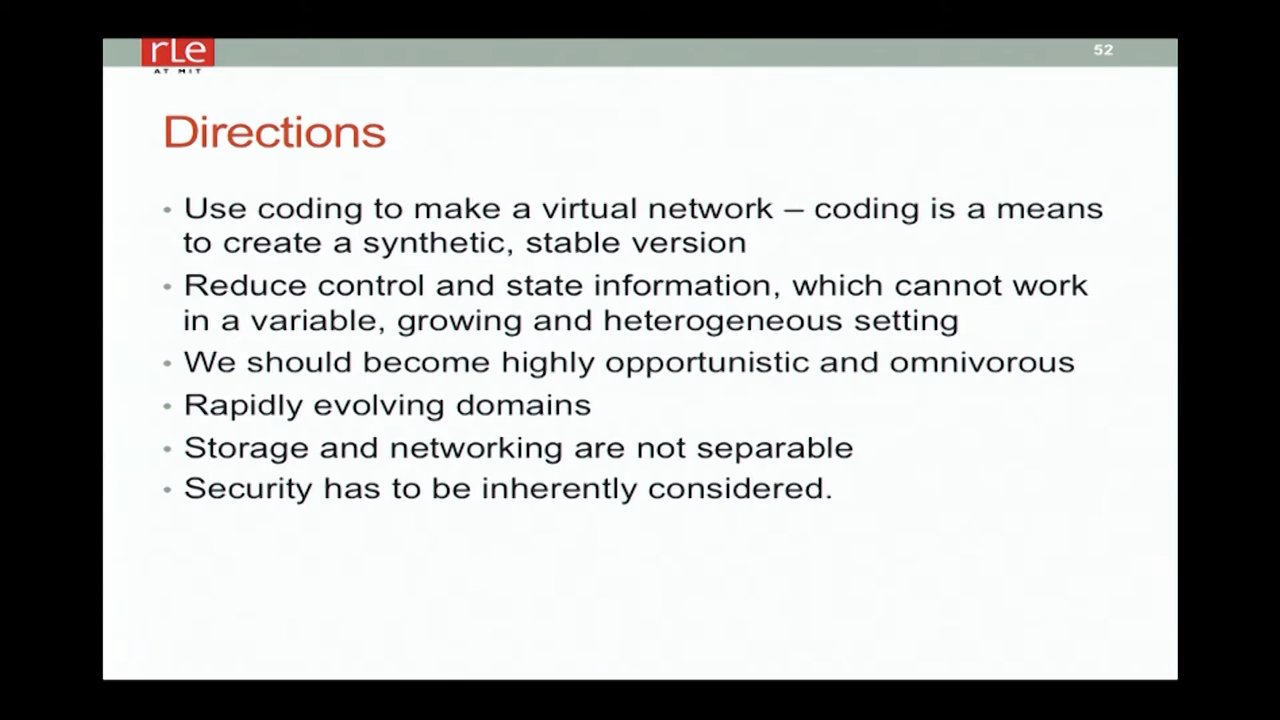 rLe
AT MIT
52
Directions
• Use coding to make a virtual network – coding is a means
to create a synthetic, stable version
• Reduce control and state information, which cannot work
in a variable, growing and heterogeneous setting
• We should become highly opportunistic and omnivorous
• Rapidly evolving domains
• Storage and networking are not separable
• Security has to be inherently considered.